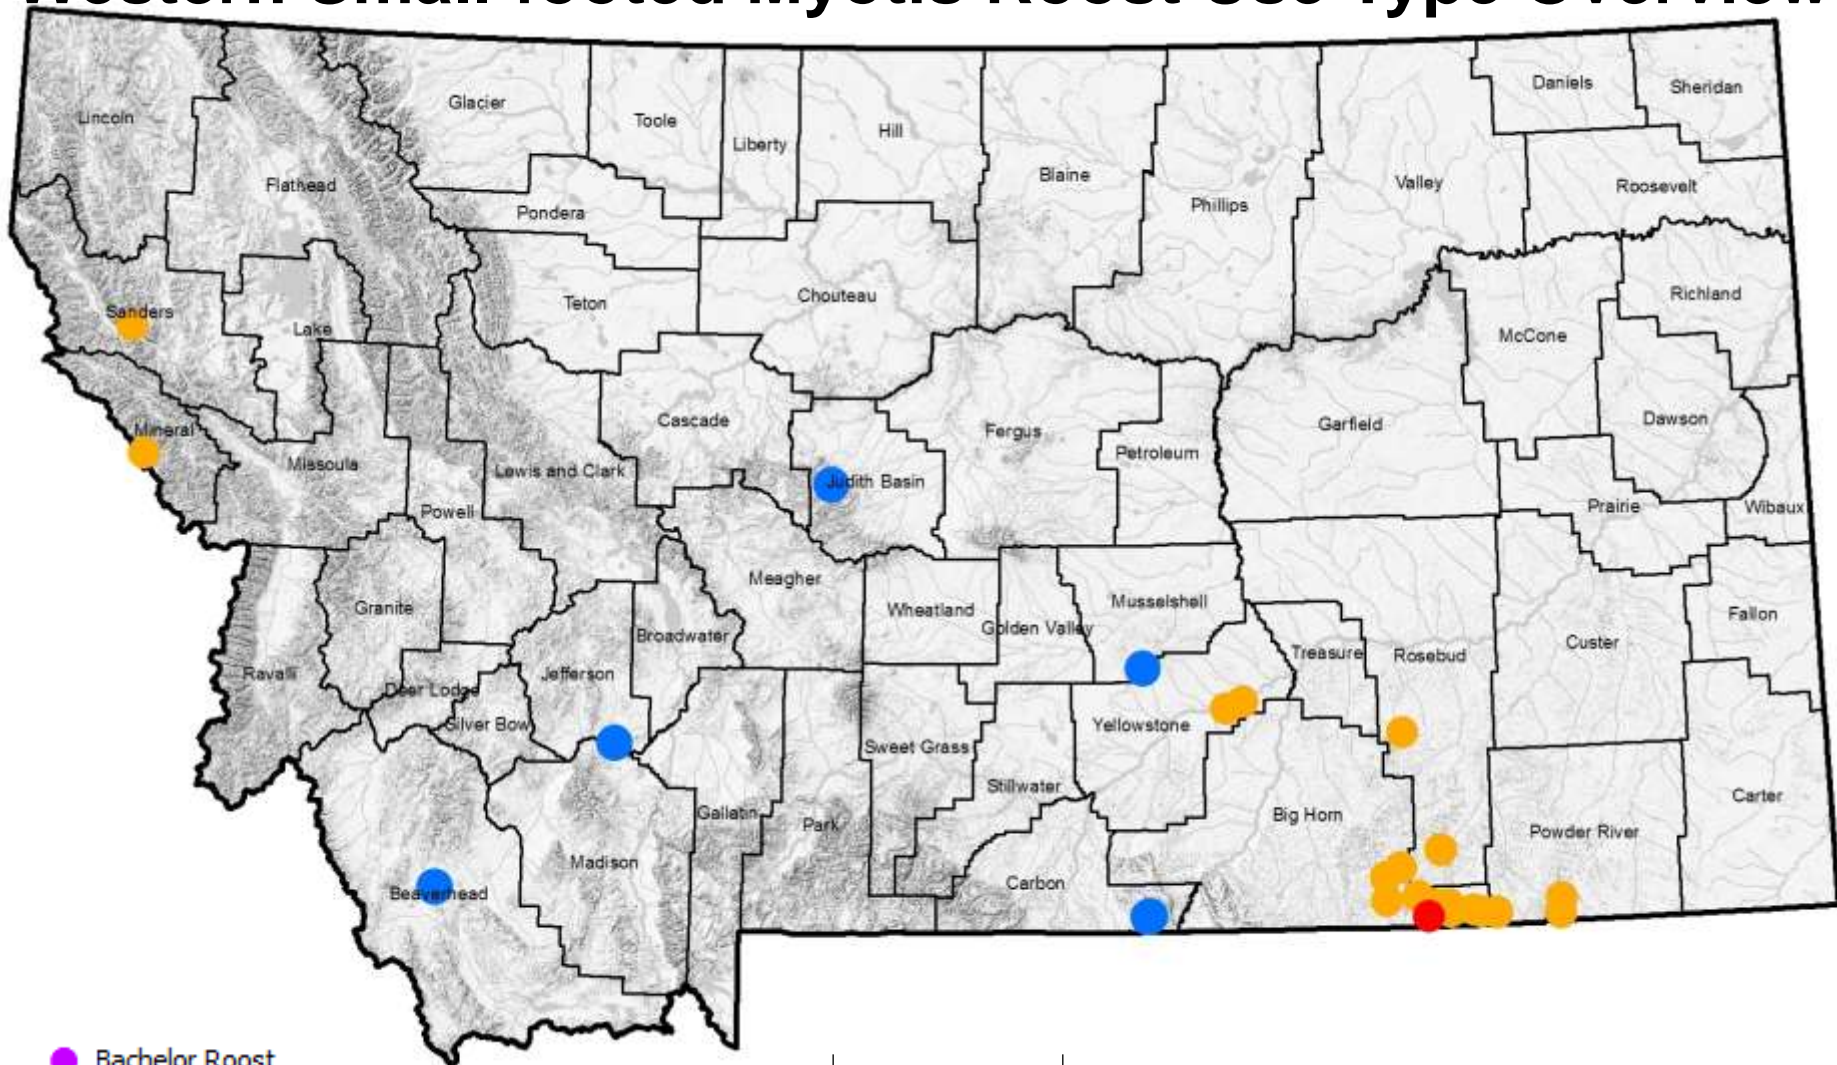 Western Small-footed Myotis Roost Use Type Overview
Daniels
Sheridan
Glacier
Lincoln
Toole
Hill
Liberty
Blaine
Flathead
Valley
Roosevelt
Phillips
Pondera
Teton
Chouteau
Richland
Sanders
Lake
McCone
Cascade
Dawson
Garfield
Mineral
Fergus
Petroleum
Missoula
Lewis and Clark
Judith Basin
Prairie
Wibaux
Powell
Meagher
Musselshell
Granite
Wheatland
Fallon
Golden Valley
Broadwater
Custer
Treasure
Rosebud
Ravalli
Jefferson
Deer Lodge
Silver Bow
Yellowstone
Sweet Grass
Stillwater
Carter
Gallatin
Big Horn
Park
Powder River
Madison
Carbon
Beaverhead
Bachelor Roost